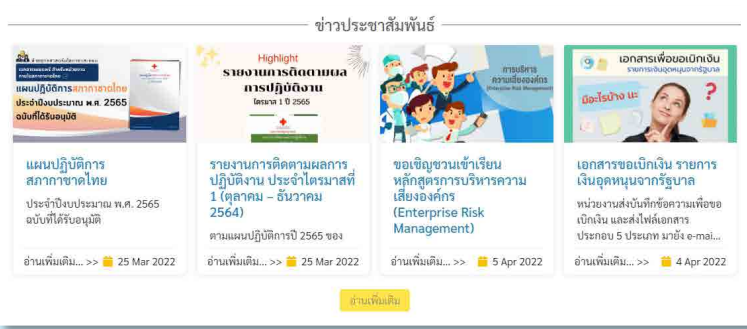 ข่าวประชาสัมพันธ์
แผนปฏิบัติการสภากาชาดไทย
ประจำปีงบประมาณ พ.ศ. 2565
ฉบับที่ได้รับอนุมัติ
Highlight
รายงานการติดตามผล
การปฏิบัติงาน
ไตรมาส 1 ปี 2565
การบริหาร
ความเสี่ยงองค์กร
(Enterprise Risk Management)
เอกสารเพื่อขอเบิกเงิน
รายการเงินอุดหนุนจากรัฐบาล
มีอะไรบ้าง นะ
?
แผนปฏิบัติการ
สภากาชาดไทย
ประจำปีงบประมาณ พ.ศ. 2565
ฉบับที่ได้รับอนุมัติ
อ่านเพิ่มเติม... >> 25 Mar 2022
รายงานการติดตามผลการ
ปฏิบัติงาน ประจำไตรมาสที่
1 (ตุลาคม – ธันวาคม
2564)
ตามแผนปฏิบัติการปี 2565 ของ
อ่านเพิ่มเติม... >> 25 Mar 2022
ขอเชิญชวนเข้าเรียน
หลักสูตรการบริหารความ
เสี่ยงองค์กร
(Enterprise Risk
Management)
อ่านเพิ่มเติม... >> 5 Apr 2022
เอกสารขอเบิกเงิน รายการ
เงินอุดหนุนจากรัฐบาล
หน่วยงานส่งบันทึกข้อความเพื่อขอ
เบิกเงิน และส่งไฟล์เอกสาร
ประกอบ 5 ประเภท มายัง e-mai...
อ่านเพิ่มเติม... >> 4 Apr 2022
อ่านเพิ่มเติม